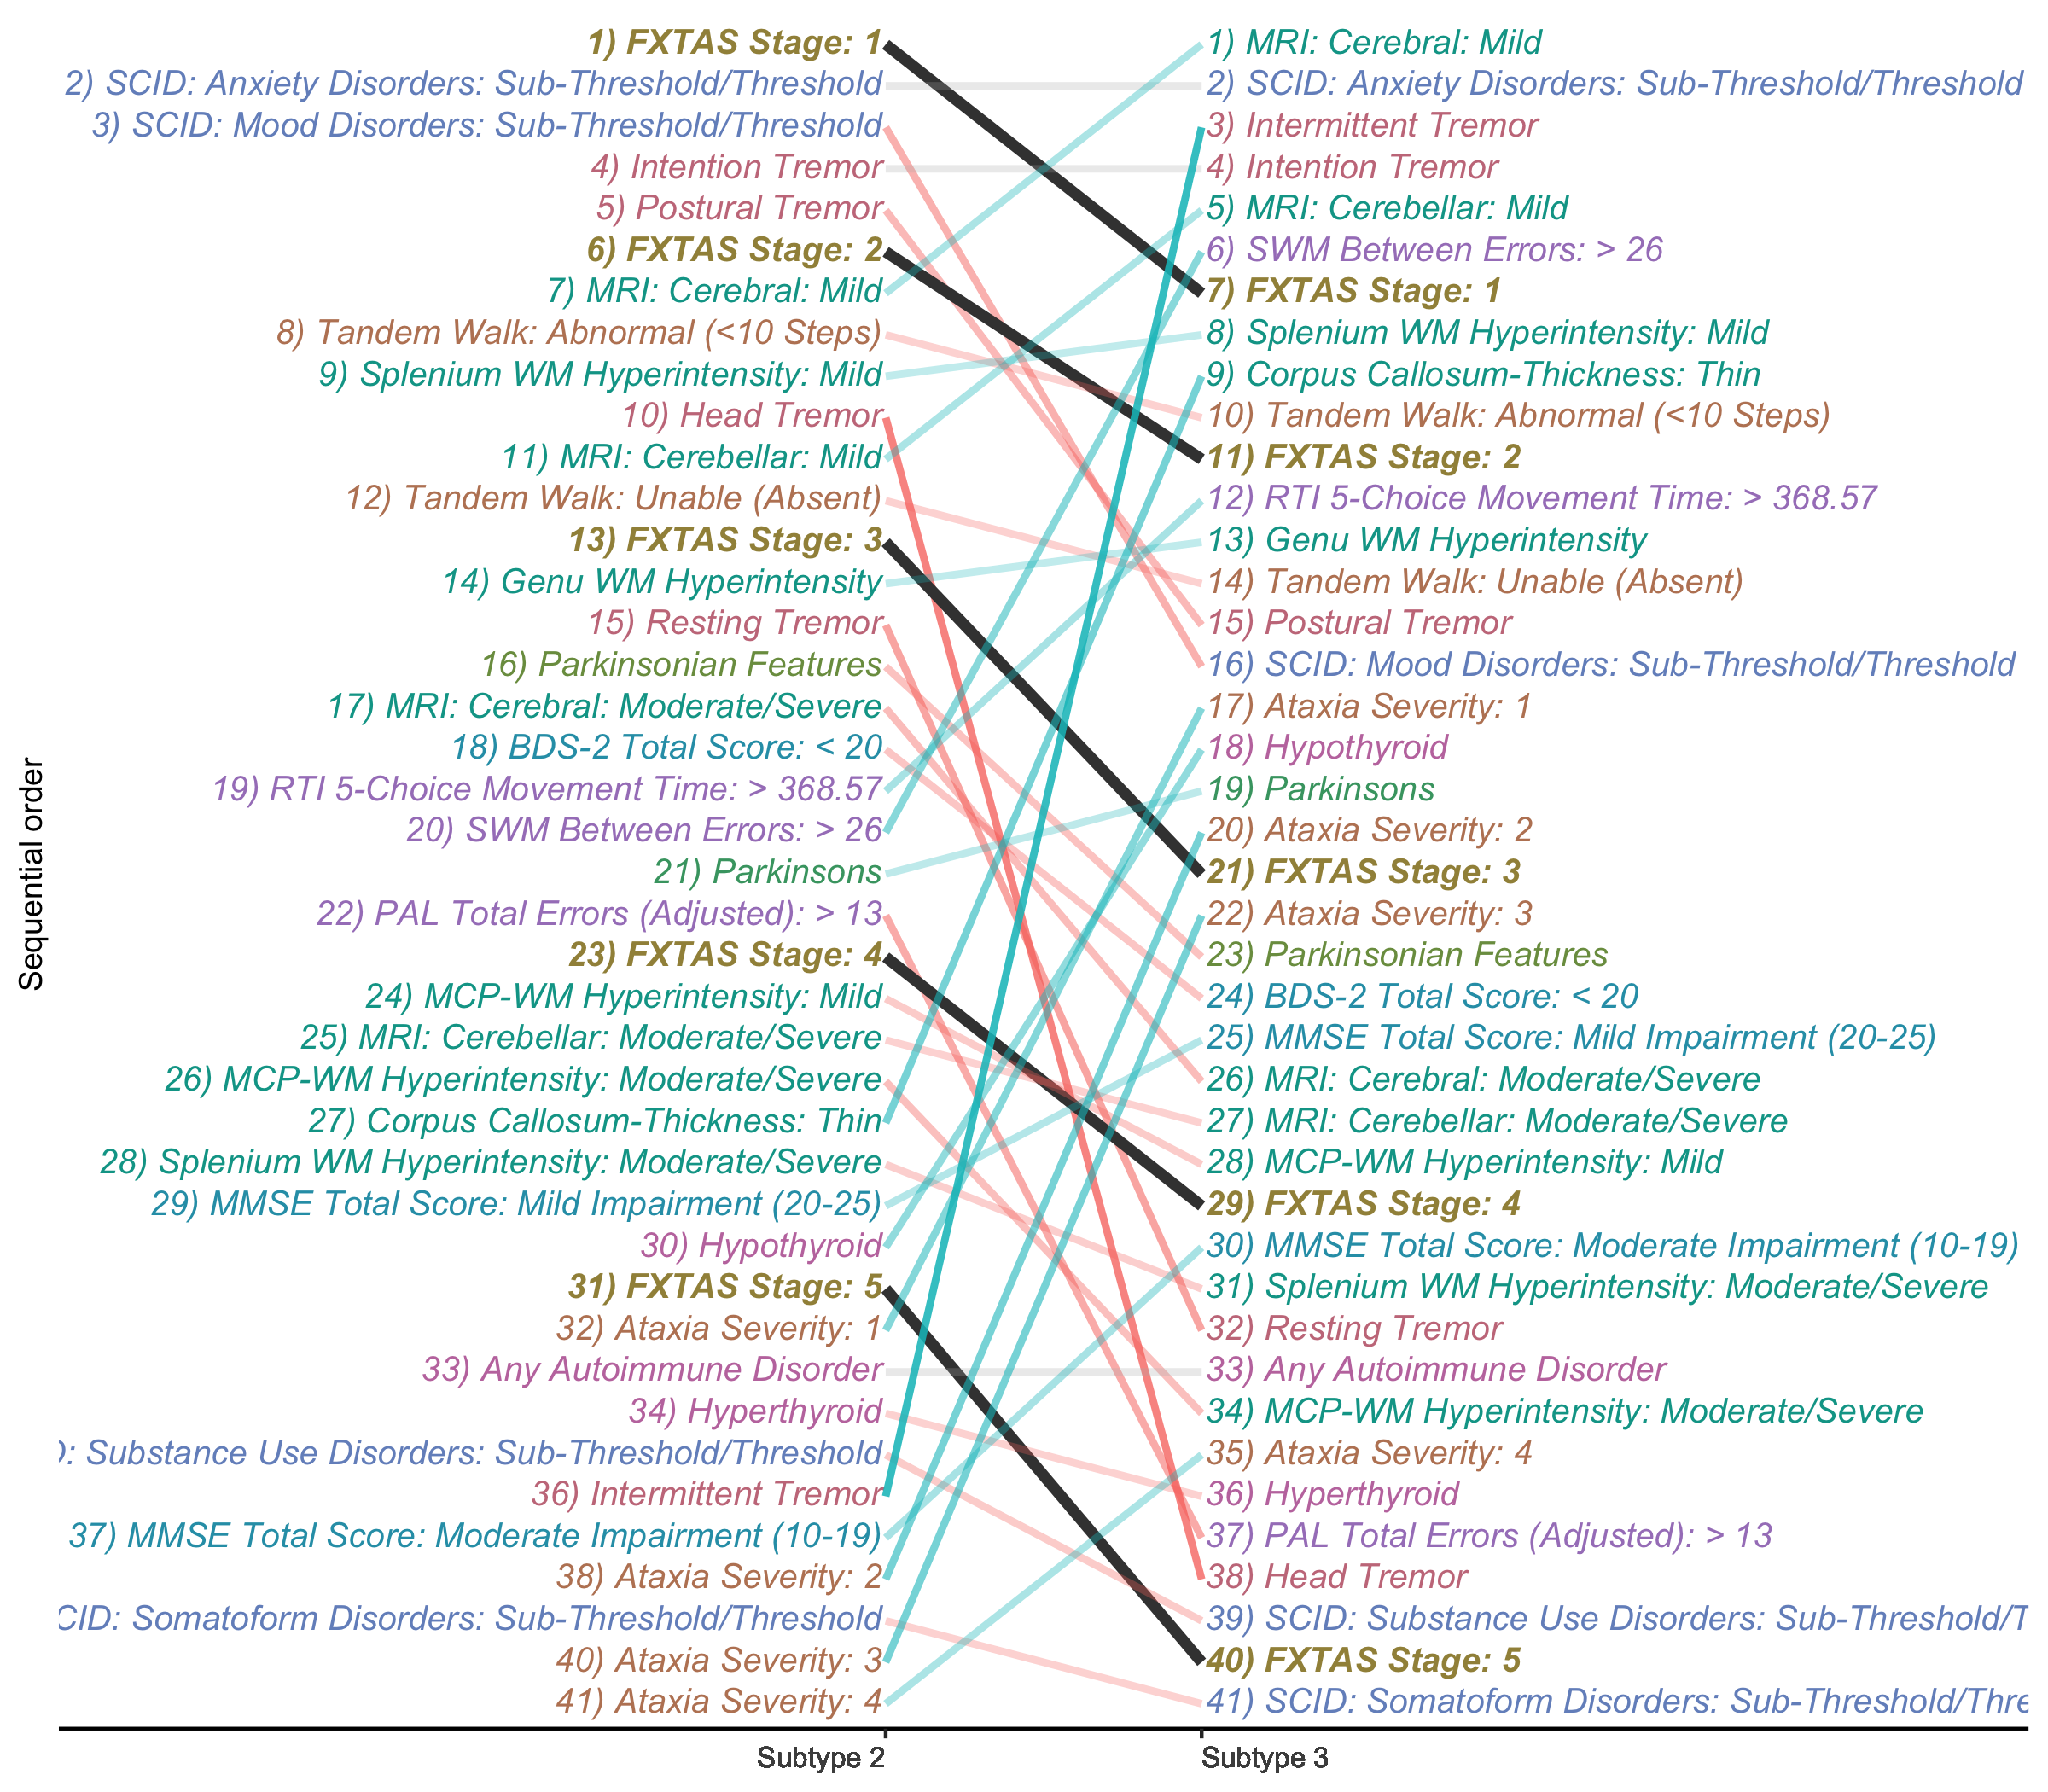 Sequential order
1) FXTAS Stage: 1
2) SCID: Anxiety Disorders: Sub-Threshold/Threshold
3) SCID: Mood Disorders: Sub-Threshold/Threshold
4) Intention Tremor
5) Postural Tremor
6) FXTAS Stage: 2
7) MRI: Cerebral: Mild
8) Tandem Walk: Abnormal (<10 Steps)
9) Splenium WM Hyperintensity: Mild
10) Head Tremor
11) MRI: Cerebellar: Mild
12) Tandem Walk: Unable (Absent)
13) FXTAS Stage: 3
14) Genu WM Hyperintensity
15) Resting Tremor
16) Parkinsonian Features
17) MRI: Cerebral: Moderate/Severe
18) BDS-2 Total Score: < 20
19) RTI 5-Choice Movement Time: > 368.57
20) SWM Between Errors: > 26
21) Parkinsons
22) PAL Total Errors (Adjusted): > 13
23) FXTAS Stage: 4
24) MCP-WM Hyperintensity: Mild
25) MRI: Cerebellar: Moderate/Severe
26) MCP-WM Hyperintensity: Moderate/Severe
27) Corpus Callosum-Thickness: Thin
28) Splenium WM Hyperintensity: Moderate/Severe
29) MMSE Total Score: Mild Impairment (20-25)
30) Hypothyroid
31) FXTAS Stage: 5
32) Ataxia Severity: 1
33) Any Autoimmune Disorder
34) Hyperthyroid
: Substance Use Disorders: Sub-Threshold/Threshold
36) Intermittent Tremor
37) MMSE Total Score: Moderate Impairment (10-19)
38) Ataxia Severity: 2
CID: Somatoform Disorders: Sub-Threshold/Threshold
40) Ataxia Severity: 3
41) Ataxia Severity: 4
1) MRI: Cerebral: Mild
2) SCID: Anxiety Disorders: Sub-Threshold/Threshold
3) Intermittent Tremor
4) Intention Tremor
5) MRI: Cerebellar: Mild
6) SWM Between Errors: > 26
7) FXTAS Stage: 1
8) Splenium WM Hyperintensity: Mild
9) Corpus Callosum-Thickness: Thin
10) Tandem Walk: Abnormal (<10 Steps)
11) FXTAS Stage: 2
12) RTI 5-Choice Movement Time: > 368.57
13) Genu WM Hyperintensity
14) Tandem Walk: Unable (Absent)
15) Postural Tremor
16) SCID: Mood Disorders: Sub-Threshold/Threshold
17) Ataxia Severity: 1
18) Hypothyroid
19) Parkinsons
20) Ataxia Severity: 2
21) FXTAS Stage: 3
22) Ataxia Severity: 3
23) Parkinsonian Features
24) BDS-2 Total Score: < 20
25) MMSE Total Score: Mild Impairment (20-25)
26) MRI: Cerebral: Moderate/Severe
27) MRI: Cerebellar: Moderate/Severe
28) MCP-WM Hyperintensity: Mild
29) FXTAS Stage: 4
30) MMSE Total Score: Moderate Impairment (10-19)
31) Splenium WM Hyperintensity: Moderate/Severe
32) Resting Tremor
33) Any Autoimmune Disorder
34) MCP-WM Hyperintensity: Moderate/Severe
35) Ataxia Severity: 4
36) Hyperthyroid
37) PAL Total Errors (Adjusted): > 13
38) Head Tremor
39) SCID: Substance Use Disorders: Sub-Threshold/T
40) FXTAS Stage: 5
41) SCID: Somatoform Disorders: Sub-Threshold/Thre
Subtype 2
Subtype 3